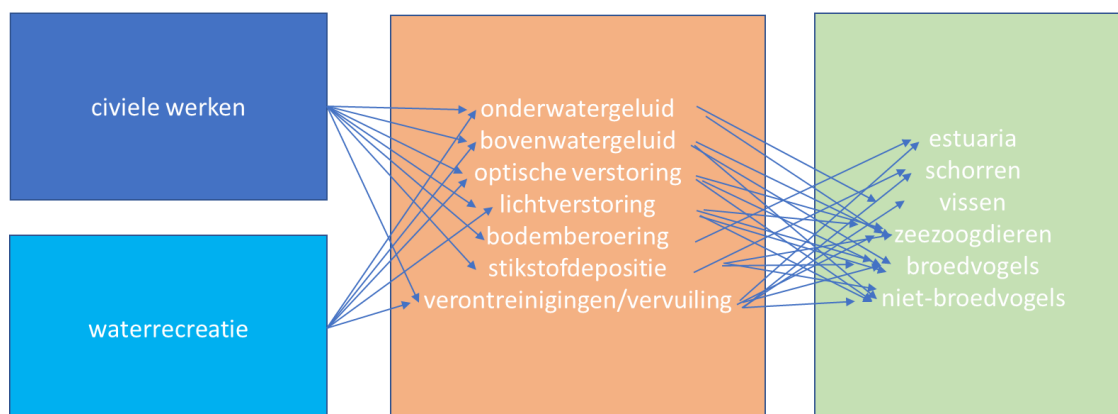 civiele werken
waterrecreatie
onderwatergeluid
bovenwatergeluid
optische verstoring
lichtverstoring
bodemberoering
stikstofdepositie
verontreinigingen/vervuiling
estuaria
schorren
vissen
zeezoogdieren
broedvogels
niet-broedvogels